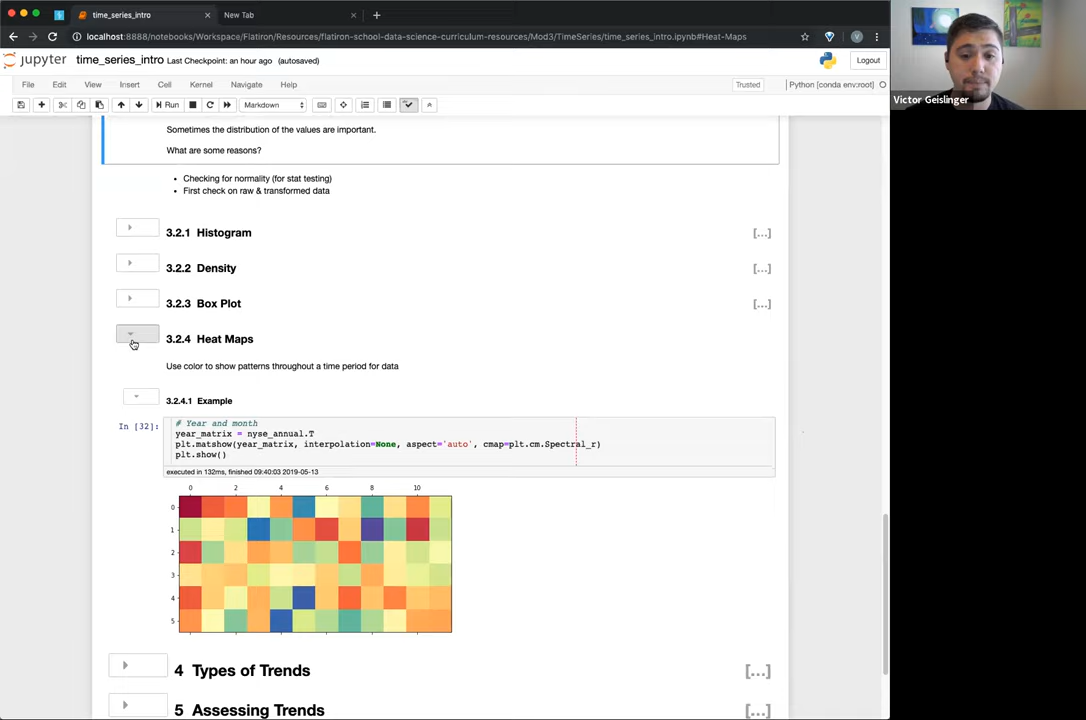 time_series_intro
New Tab
localhost:8888/notebooks/Workspace/Flatiron/Resources/flatiron-school-data-science-curriculum-resources/Mod3/TimeSeries/time_series_intro.ipynb#Heat-Maps
V
jupyter time_series_intro Last Checkpoint: an hour ago (autosaved)
Logout
File Edit View Insert Cell Kernel Navigate Help
Trusted
Python [conda env:root]
Run
Markdown
Victor Geislinger
Sometimes the distribution of the values are important.
What are some reasons?
• Checking for normality (for stat testing)
• First check on raw & transformed data
3.2.1 Histogram
[...]
3.2.2 Density
[...]
3.2.3 Box Plot
[...]
3.2.4 Heat Maps
Use color to show patterns throughout a time period for data
3.2.4.1 Example
In [32]:
# Year and month
year_matrix = nyse_annual.T
plt.matshow(year_matrix, interpolation=None, aspect='auto', cmap=plt.cm.Spectral_r)
plt.show()
executed in 132ms, finished 09:40:03 2019-05-13
0 2 4 6 8 10
0
1
2
3
4
5
4 Types of Trends
[...]
5 Assessing Trends
[...]